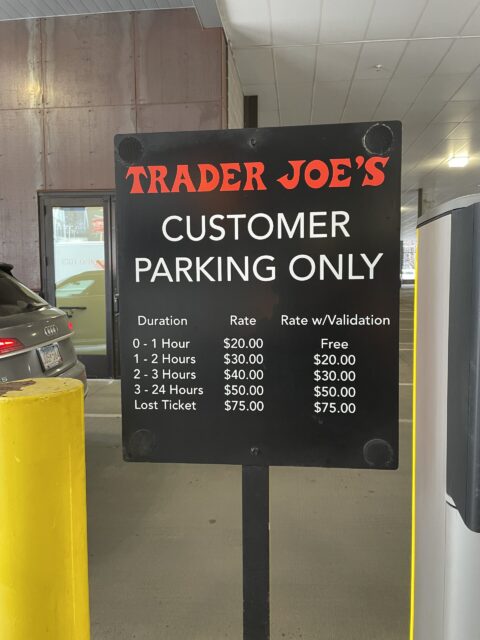 TRADER JOE'S
CUSTOMER
PARKING ONLY
Duration Rate Rate w/Validation
0 - 1 Hour $20.00 Free
1 - 2 Hours $30.00 $20.00
2 - 3 Hours $40.00 $30.00
3 - 24 Hours $50.00 $50.00
Lost Ticket $75.00 $75.00